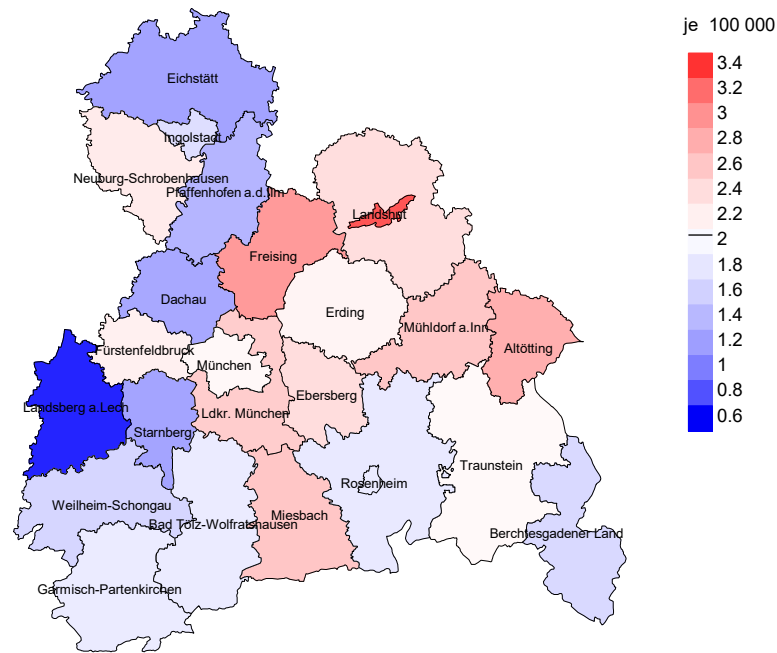 je 100 000
3.4
3.2
3
2.8
2.6
2.4
2.2
2
1.8
1.6
1.4
1.2
1
0.8
0.6
Eichstätt
Ingolstadt
Neuburg-Schrobenhausen
Pfaffenhofen a.d.Ilm
Landshut
Freising
Dachau
Erding
Mühldorf a.Inn
Altötting
Fürstenfeldbruck
München
Ebersberg
Landsberg a.Lech
Ldkr. München
Starnberg
Traunstein
Rosenheim
Weilheim-Schongau
Miesbach
Bad Tölz-Wolfratshausen
Berchtesgadener Land
Garmisch-Partenkirchen